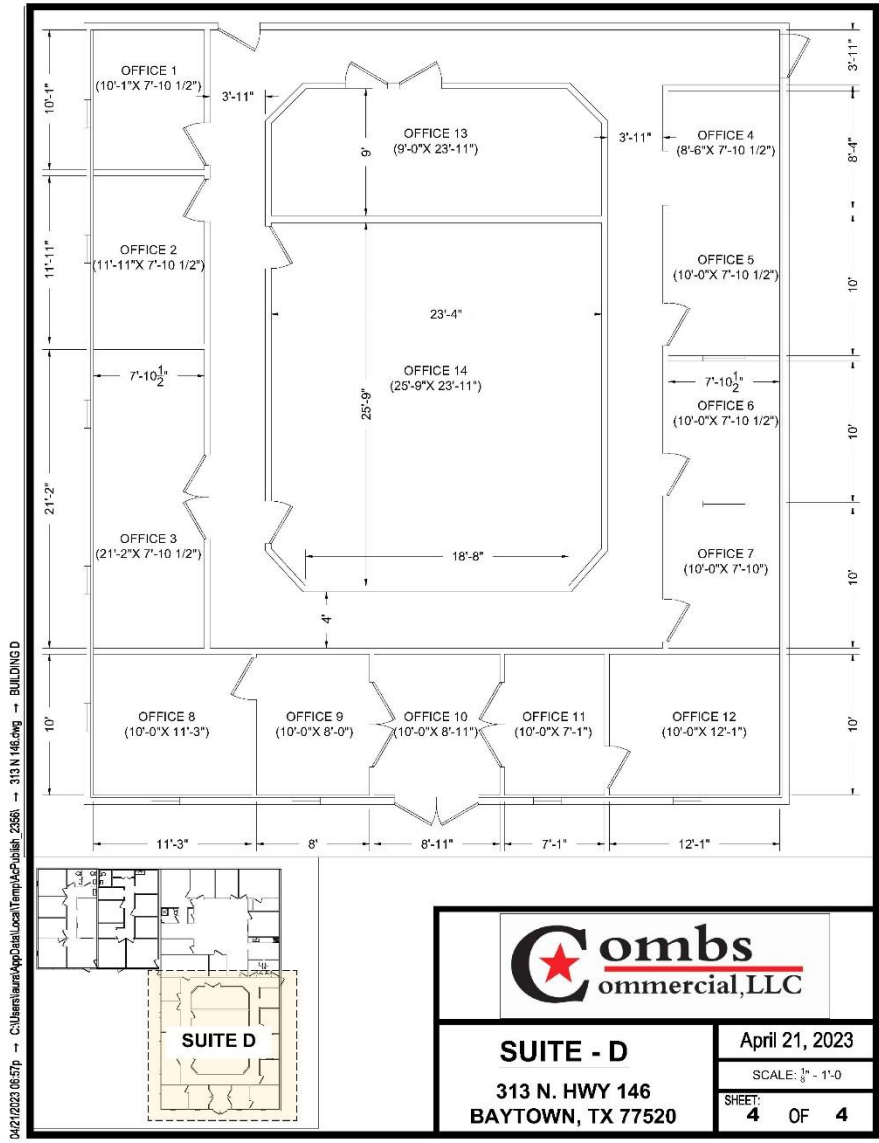 OFFICE 1
(10'-1"X 7'-10 1/2")
10'-1"
3'-11"
3'-11"
OFFICE 13
(9'-0"X 23'-11")
9'
3'-11"
OFFICE 4
(8'-6"X 7'-10 1/2")
8'-4"
OFFICE 2
(11'-11"X 7'-10 1/2")
11'-11"
OFFICE 5
(10'-0"X 7'-10 1/2")
10'
23'-4"
7'-10 1/2"
OFFICE 14
(25'-9"X 23'-11")
25'-9"
7'-10 1/2"
OFFICE 6
(10'-0"X 7'-10 1/2")
10'
21'-2"
OFFICE 3
(21'-2"X 7'-10 1/2")
18'-8"
OFFICE 7
(10'-0"X 7'-10")
10'
4'
10'
OFFICE 8
(10'-0"X 11'-3")
OFFICE 9
(10'-0"X 8'-0")
OFFICE 10
(10'-0"X 8'-11")
OFFICE 11
(10'-0"X 7'-1")
OFFICE 12
(10'-0"X 12'-1")
10'
11'-3"
8'
8'-11"
7'-1"
12'-1"
04/21/2023 06:57p → C:\Users\laura\AppData\Local\Temp\AcPublish_2356\ → 313 N 146.dwg → BUILDING D
SUITE D
Combs
Commercial,LLC
SUITE - D
313 N. HWY 146
BAYTOWN, TX 77520
April 21, 2023
SCALE: 1/8" - 1'-0
SHEET:
4 OF 4